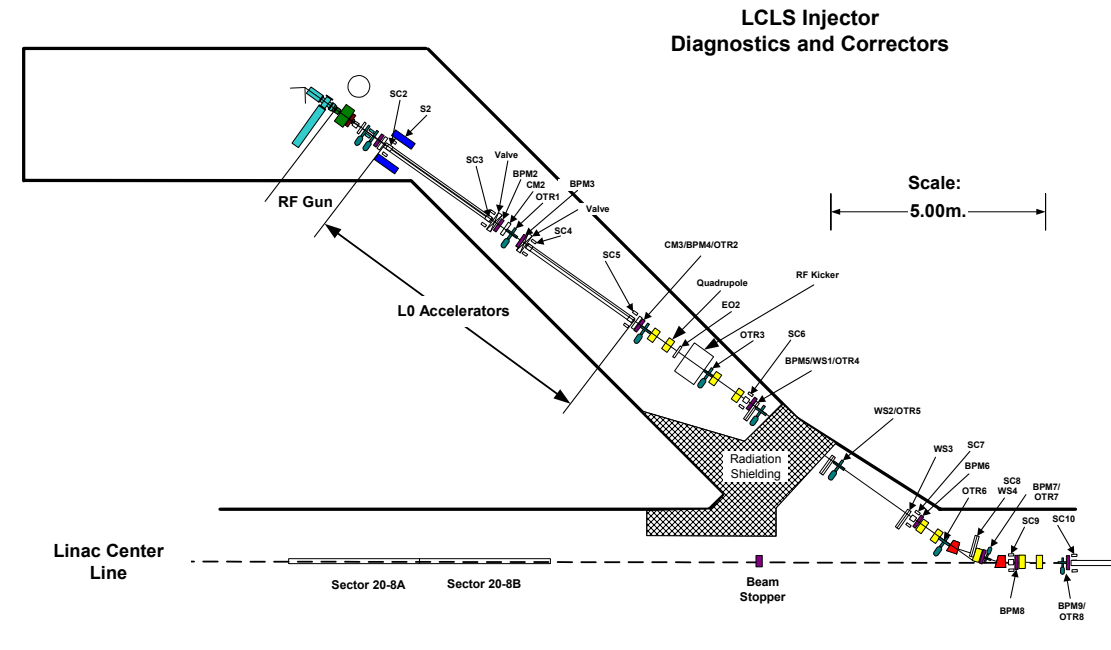 LCLS Injector
Diagnostics and Correctors
SC2
S2
RF Gun
SC3
Valve
BPM2
CM2
OTR1
BPM3
Valve
SC4
Scale:
5.00m.
L0 Accelerators
SC5
CM3/BPM4/OTR2
Quadrupole
RF Kicker
EO2
OTR3
SC6
BPM5/WS1/OTR4
WS2/OTR5
Radiation
Shielding
WS3
SC7
BPM6
OTR6
SC8
WS4
BPM7/
OTR7
SC9
SC10
Linac Center
Line
Sector 20-8A
Sector 20-8B
Beam
Stopper
BPM8
BPM9/
OTR8